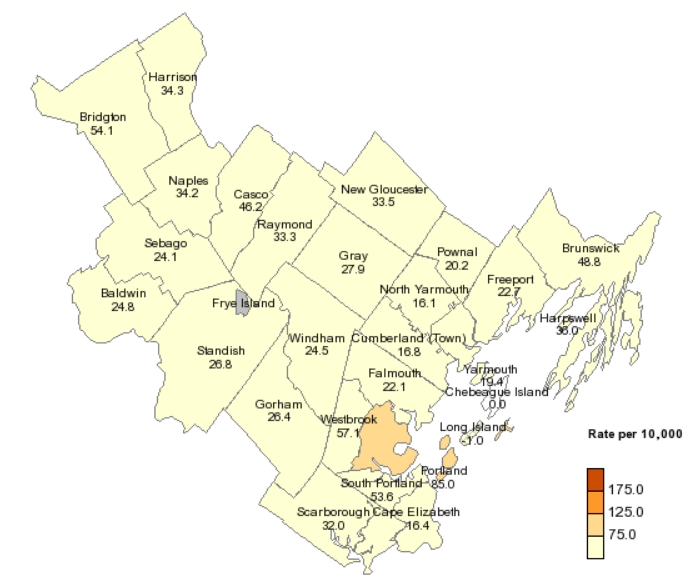 Harrison
34.3
Bridgton
54.1
Naples
34.2
Casco
46.2
New Gloucester
33.5
Raymond
33.3
Sebago
24.1
Gray
27.9
Pownal
20.2
Brunswick
48.8
Freeport
22.7
North Yarmouth
16.1
Baldwin
24.8
Frye Island
Harpswell
36.0
Standish
26.8
Windham
24.5
Cumberland (Town)
16.8
Falmouth
22.1
Yarmouth
19.4
Chebeague Island
0.0
Gorham
26.4
Westbrook
57.1
Long Island
-1.0
Portland
85.0
South Portland
53.6
Scarborough
32.0
Cape Elizabeth
16.4
Rate per 10,000
175.0
125.0
75.0